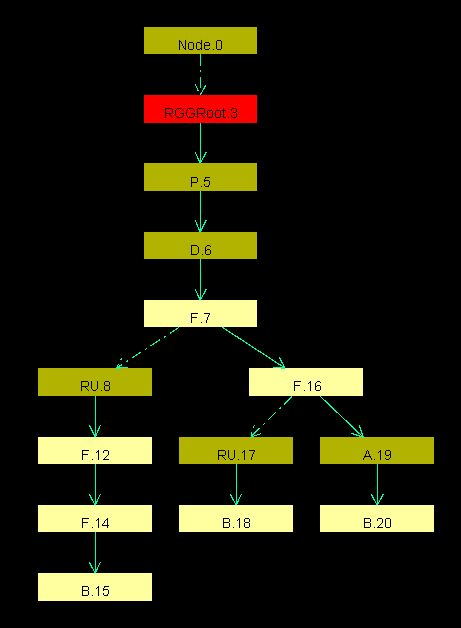 Node.0
RGGRoot.3
P.5
D.6
F.7
RU.8
F.16
F.12
RU.17
A.19
F.14
B.18
B.20
B.15